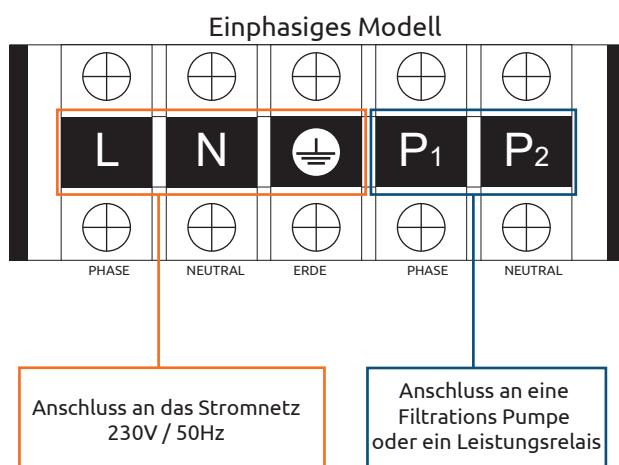 Einphasiges Modell
L N P1 P2
PHASE NEUTRAL ERDE PHASE NEUTRAL
Anschluss an das Stromnetz
230V / 50Hz
Anschluss an eine
Filtrations Pumpe
oder ein Leistungsrelais